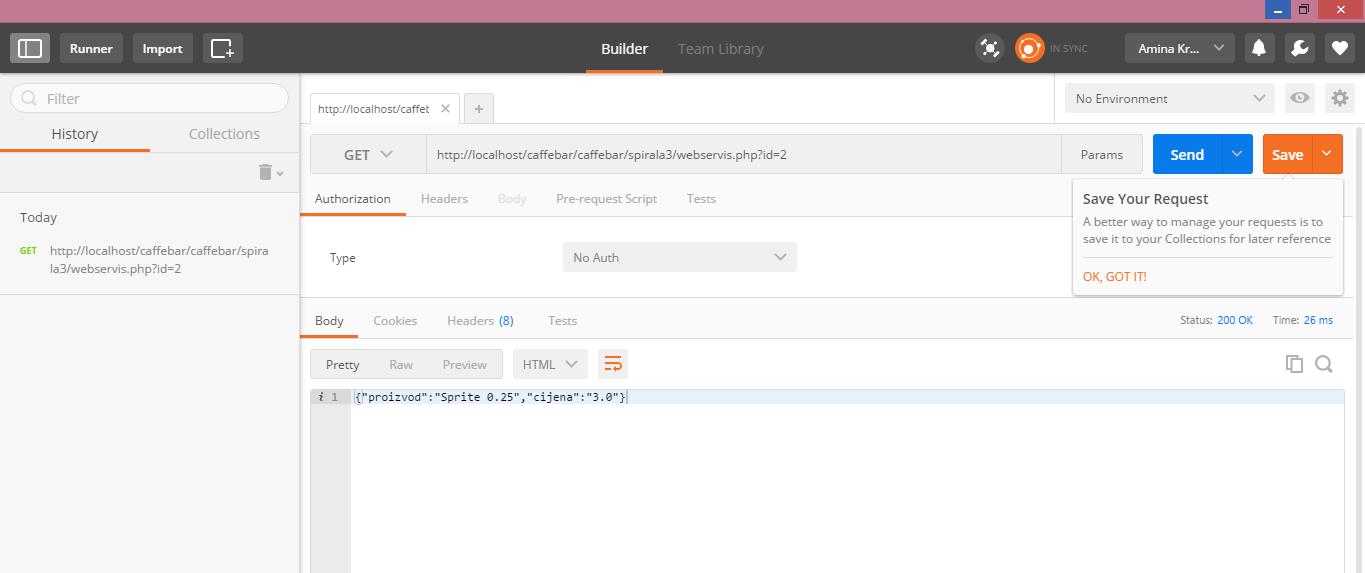 Runner
Import
Builder
Team Library
IN SYNC
Amina Kr...
Filter
History
Collections
Today
GET http://localhost/caffebar/caffebar/spira
la3/webservis.php?id=2
http://localhost/caffet
No Environment
GET
http://localhost/caffebar/caffebar/spirala3/webservis.php?id=2
Params
Send
Save
Authorization
Headers
Body
Pre-request Script
Tests
Save Your Request
A better way to manage your requests is to
save it to your Collections for later reference
OK, GOT IT!
Type
No Auth
Body
Cookies
Headers (8)
Tests
Status: 200 OK
Time: 26 ms
Pretty
Raw
Preview
HTML
i 1 {"proizvod":"Sprite 0.25","cijena":"3.0"}